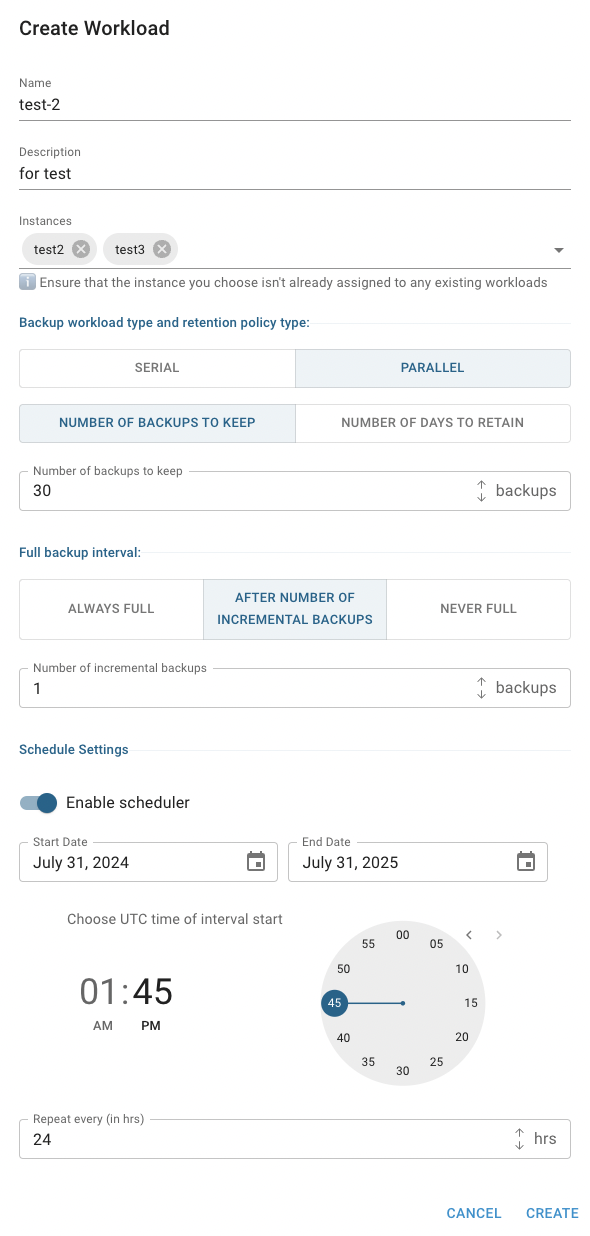 Create Workload
Name
test-2
Description
for test
Instances
test2 test3
Ensure that the instance you choose isn't already assigned to any existing workloads
Backup workload type and retention policy type:
SERIAL PARALLEL
NUMBER OF BACKUPS TO KEEP NUMBER OF DAYS TO RETAIN
Number of backups to keep
30 backups
Full backup interval:
ALWAYS FULL
AFTER NUMBER OF
INCREMENTAL BACKUPS
NEVER FULL
Number of incremental backups
1 backups
Schedule Settings
Enable scheduler
Start Date End Date
July 31, 2024 July 31, 2025
Choose UTC time of interval start
01:45
AM PM
00
05
10
15
20
25
30
35
40
45
50
55
Repeat every (in hrs)
24 hrs
CANCEL CREATE